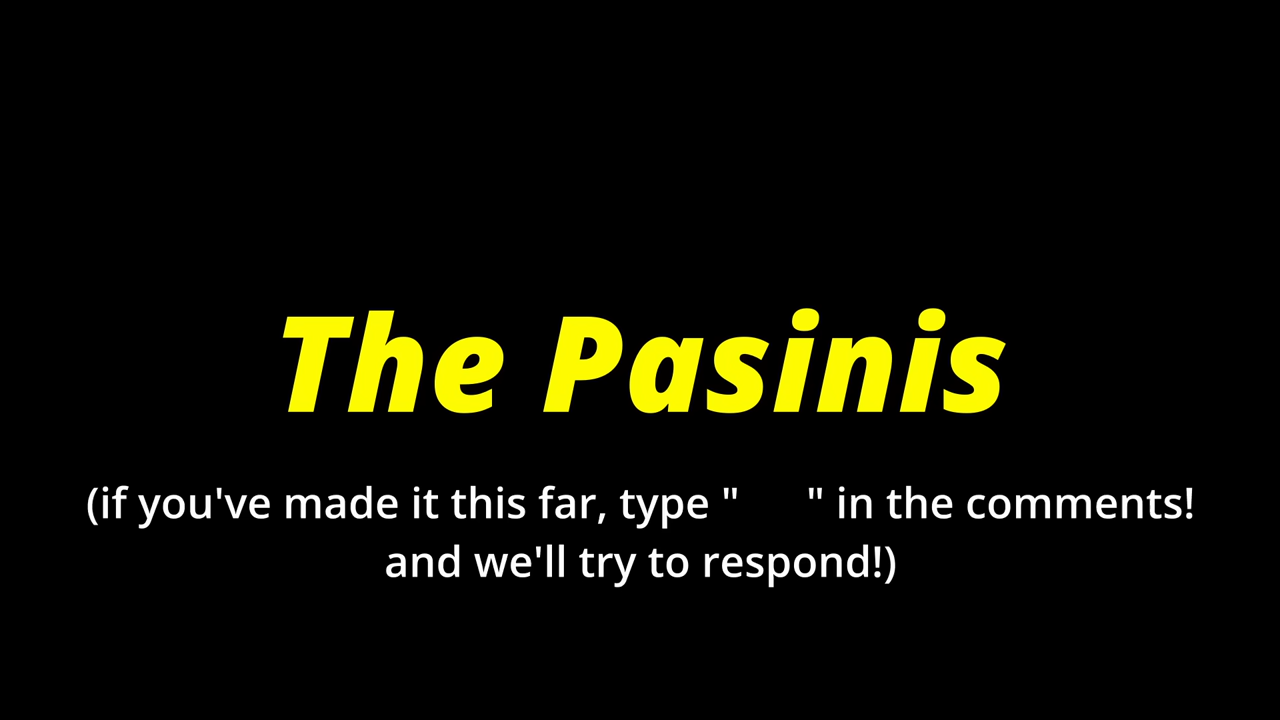 The Pasinis
(if you've made it this far, type "      " in the comments!
and we'll try to respond!)